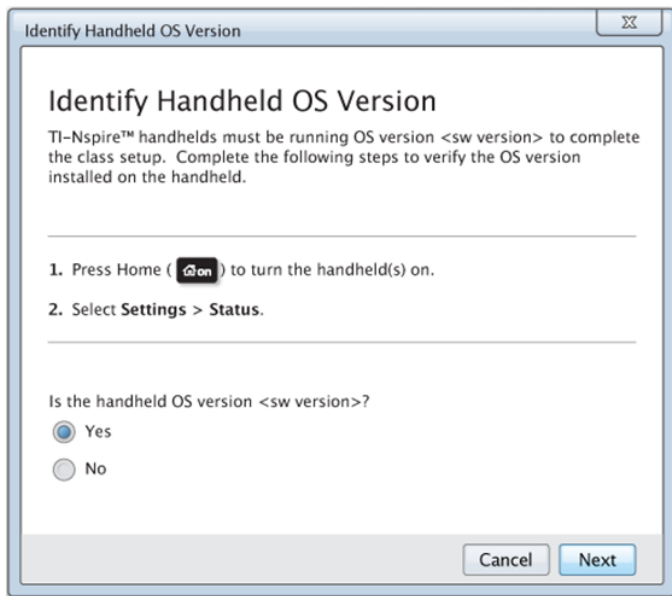 Identify Handheld OS Version
X
Identify Handheld OS Version
TI-Nspire™ handhelds must be running OS version <sw version> to complete
the class setup. Complete the following steps to verify the OS version
installed on the handheld.
1. Press Home ( on ) to turn the handheld(s) on.
2. Select Settings > Status.
Is the handheld OS version <sw version>?
Yes
No
Cancel
Next